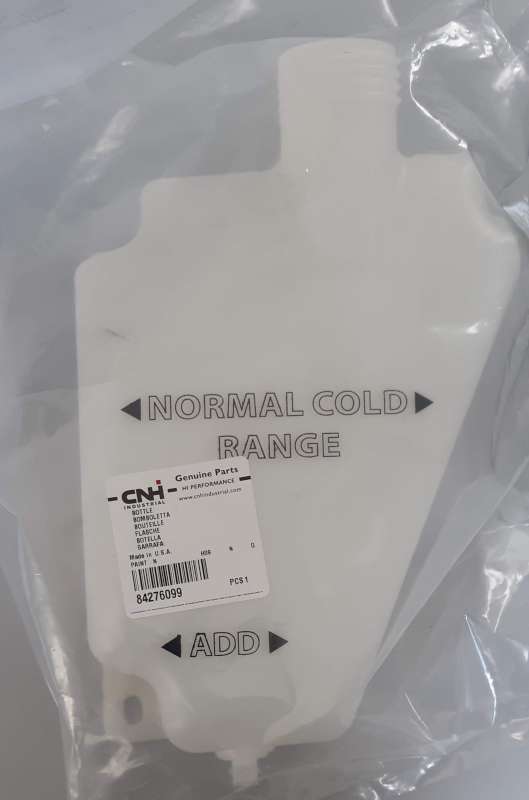 ◀ NORMAL COLD ▶
RANGE
CNH
INDUSTRIAL
Genuine Parts
HI PERFORMANCE
www.cnhindustrial.com
BOTTLE
BOMBOLETTA
BOUTEILLE
FLASCHE
BOTELLA
GARRAFA
Made in U.S.A. H06 N O
PAINT N
84276099 PCS 1
◀ ADD ▶